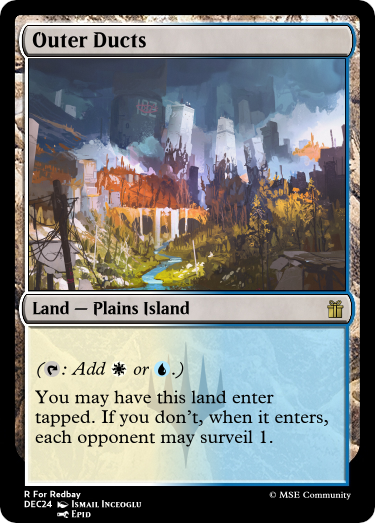 Outer Ducts
102
Land — Plains Island
(: Add or .)
You may have this land enter
tapped. If you don't, when it enters,
each opponent may surveil 1.
R For Redbay
DEC24 Ismail Inceoglu
Epid
© MSE Community